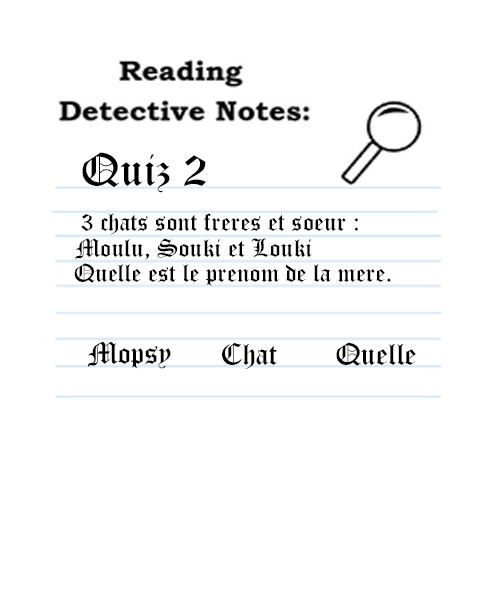 Reading
Detective Notes:
Quiz 2
3 chats sont freres et soeur :
Moulu, Souki et Louki
Quelle est le prenom de la mere.
Mopsy Chat Quelle